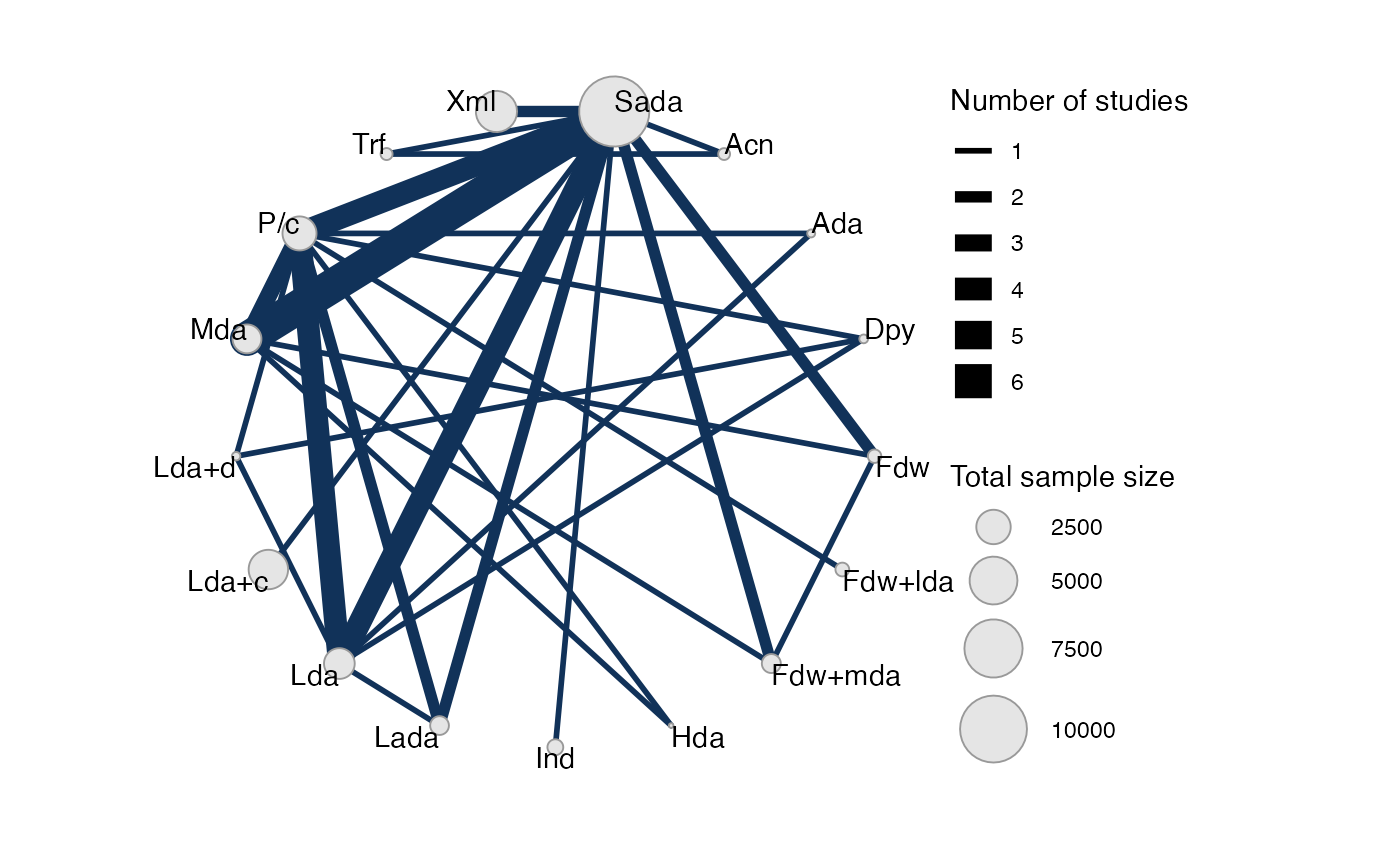 Xml
Sada
Number of studies
Trf
Acn
1
2
P/c
Ada
3
4
Mda
Dpy
5
6
Lda+d
Fdw
Total sample size
2500
Lda+c
Fdw+lda
5000
7500
Lda
Fdw+mda
Lada
Hda
10000
Ind